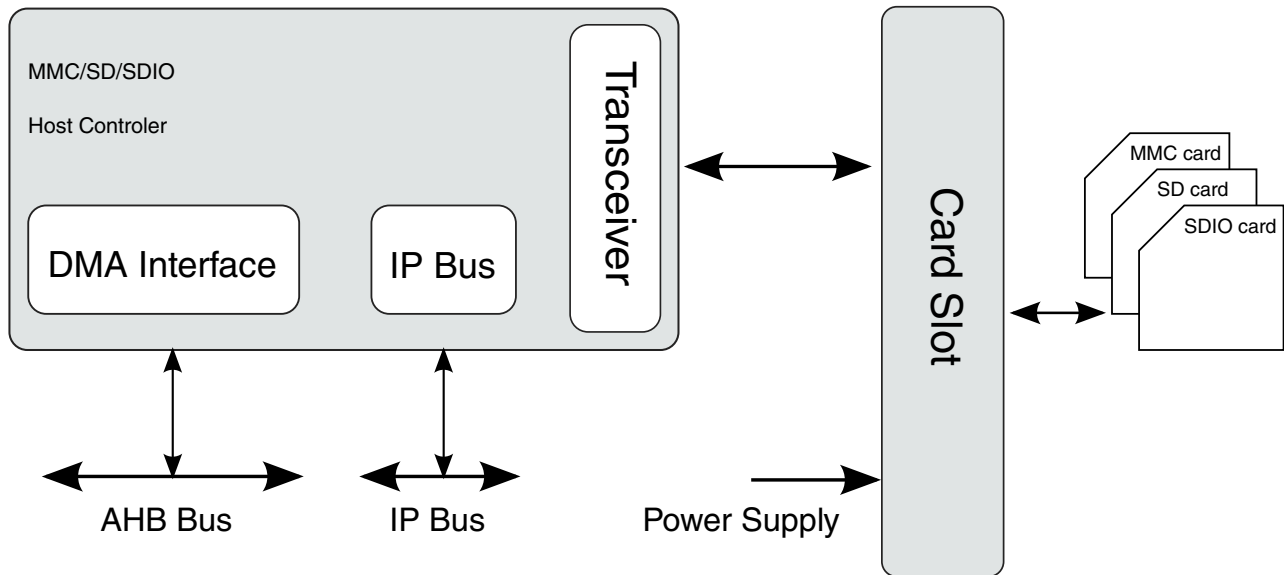 MMC/SD/SDIO
Host Controler
Transceiver
DMA Interface
IP Bus
AHB Bus
IP Bus
Power Supply
Card Slot
MMC card
SD card
SDIO card